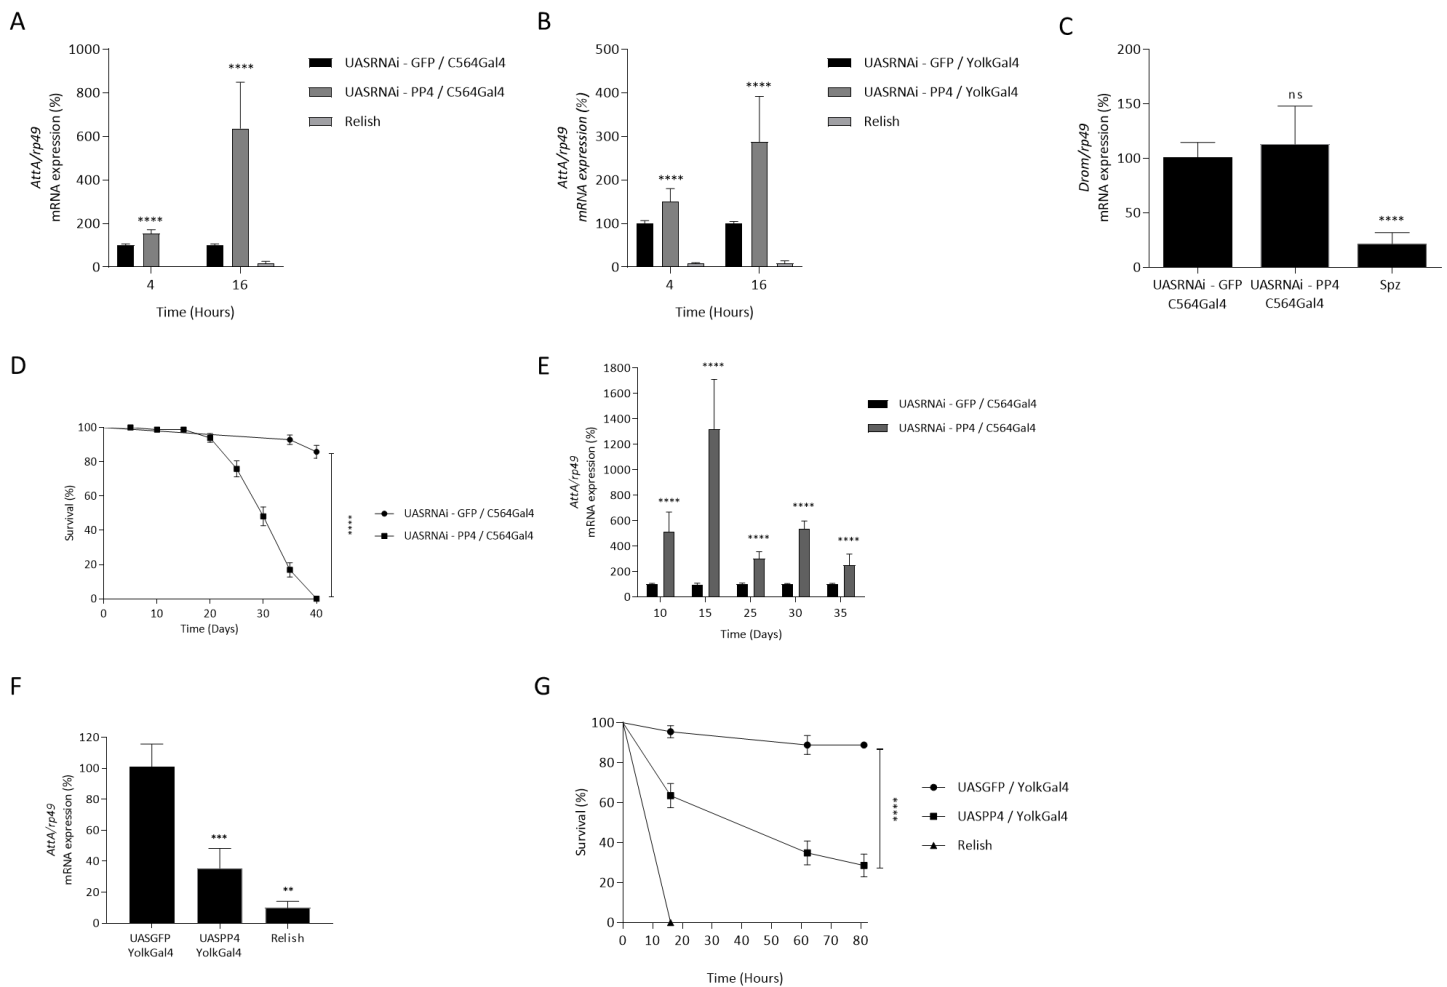 A
1000
800
600
400
200
0
AttA/rp49
mRNA expression (%)
****
****
4
16
Time (Hours)
UASRNAi - GFP / C564Gal4
UASRNAi - PP4 / C564Gal4
Relish
B
500
400
300
200
100
0
AttA/rp49
mRNA expression (%)
****
****
4
16
Time (Hours)
UASRNAi - GFP / YolkGal4
UASRNAi - PP4 / YolkGal4
Relish
C
200
150
100
50
0
Drom/rp49
mRNA expression (%)
ns
****
UASRNAi - GFP
C564Gal4
UASRNAi - PP4
C564Gal4
Spz
D
100
80
60
40
20
0
Survival (%)
0
10
20
30
40
Time (Days)
****
UASRNAi - GFP / C564Gal4
UASRNAi - PP4 / C564Gal4
E
1800
1600
1400
1200
1000
800
600
400
200
0
AttA/rp49
mRNA expression (%)
****
****
****
****
****
10
15
25
30
35
Time (Days)
UASRNAi - GFP / C564Gal4
UASRNAi - PP4 / C564Gal4
F
120
100
80
60
40
20
0
AttA/rp49
mRNA expression (%)
***
**
UASGFP
YolkGal4
UASPP4
YolkGal4
Relish
G
100
80
60
40
20
0
Survival (%)
0
10
20
30
40
50
60
70
80
Time (Hours)
****
UASGFP / YolkGal4
UASPP4 / YolkGal4
Relish